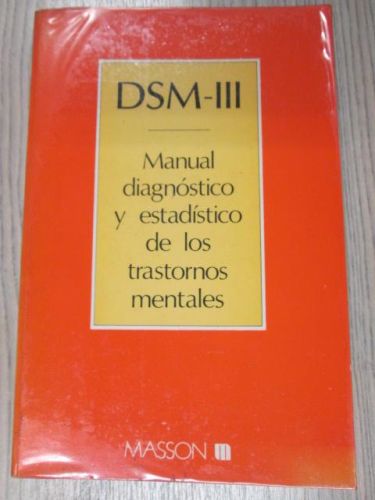 DSM-III
Manual
diagnóstico
y estadístico
de los
trastornos
mentales
MASSON